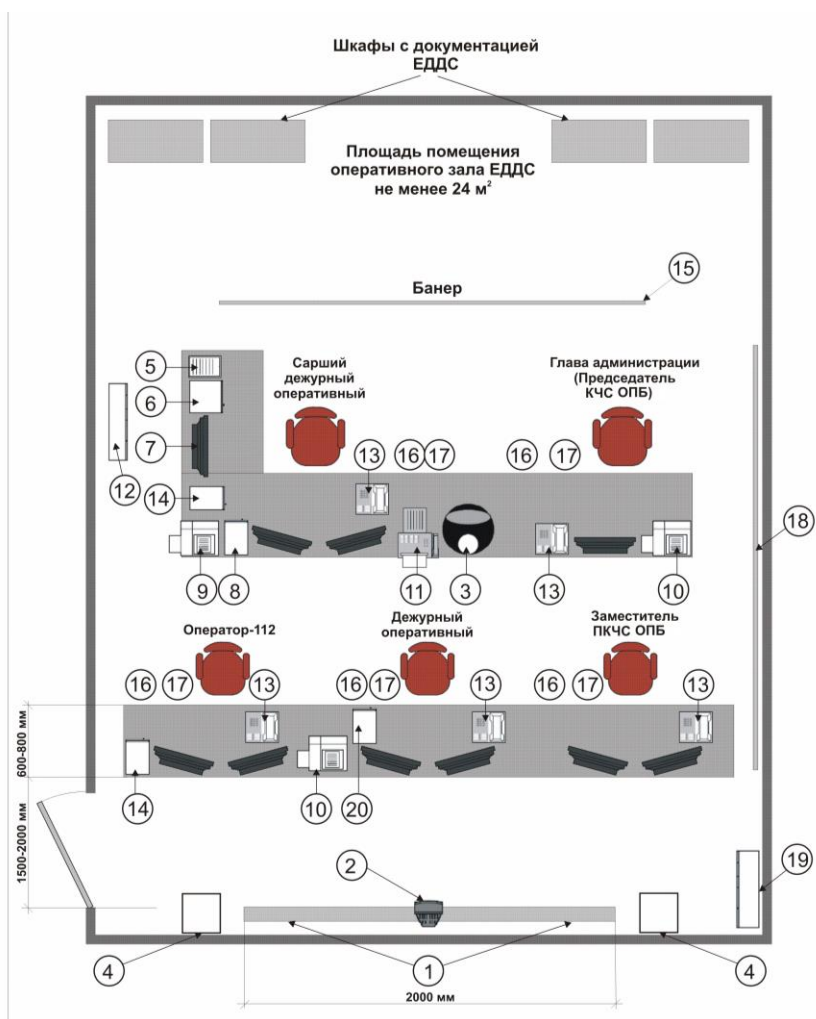 Шкафы с документацией
ЕДДС
Площадь помещения
оперативного зала ЕДДС
не менее 24 м²
Банер
15
5
Сарший
дежурный
оперативный
Глава администрации
(Председатель
КЧС ОПБ)
6
7
12
13
16
17
16
17
14
18
9
8
11
3
13
10
Оператор-112
Дежурный
оперативный
Заместитель
ПКЧС ОПБ
16
17
13
16
17
13
16
17
13
600-800 мм
14
10
20
1500-2000 мм
2
19
4
1
4
2000 мм